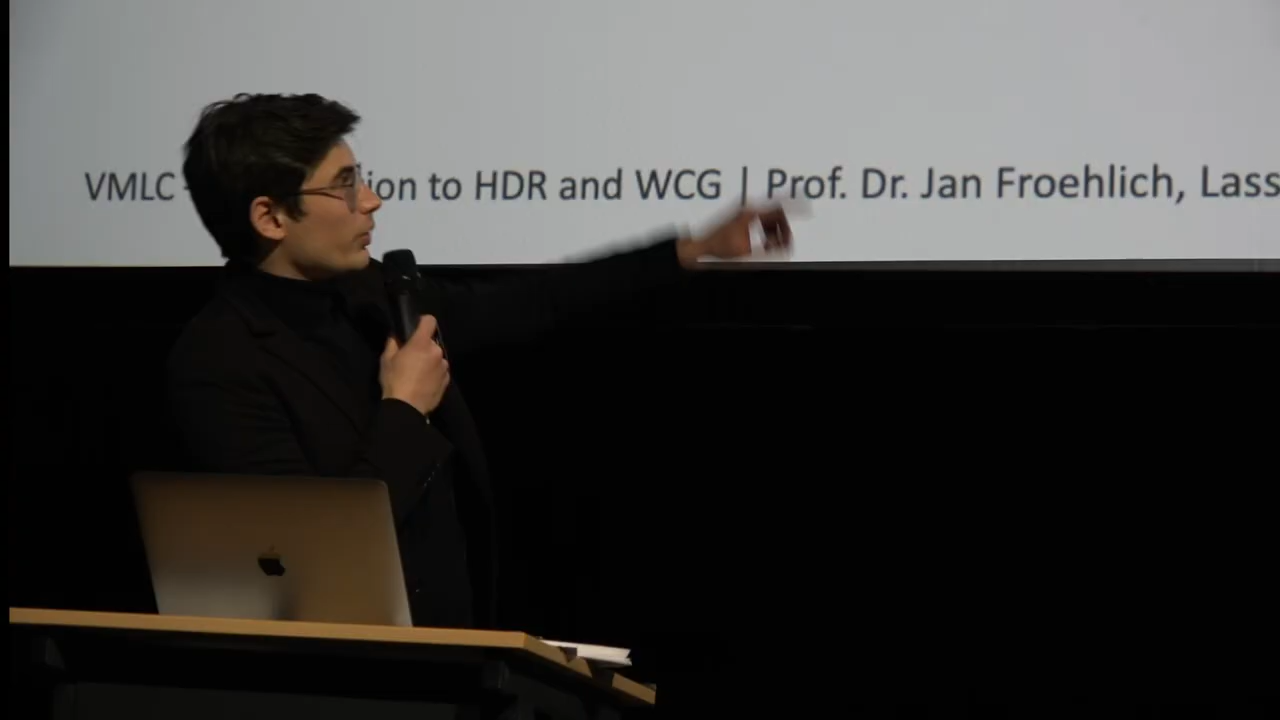 VMLC to HDR and WCG | Prof. Dr. Jan Froehlich,